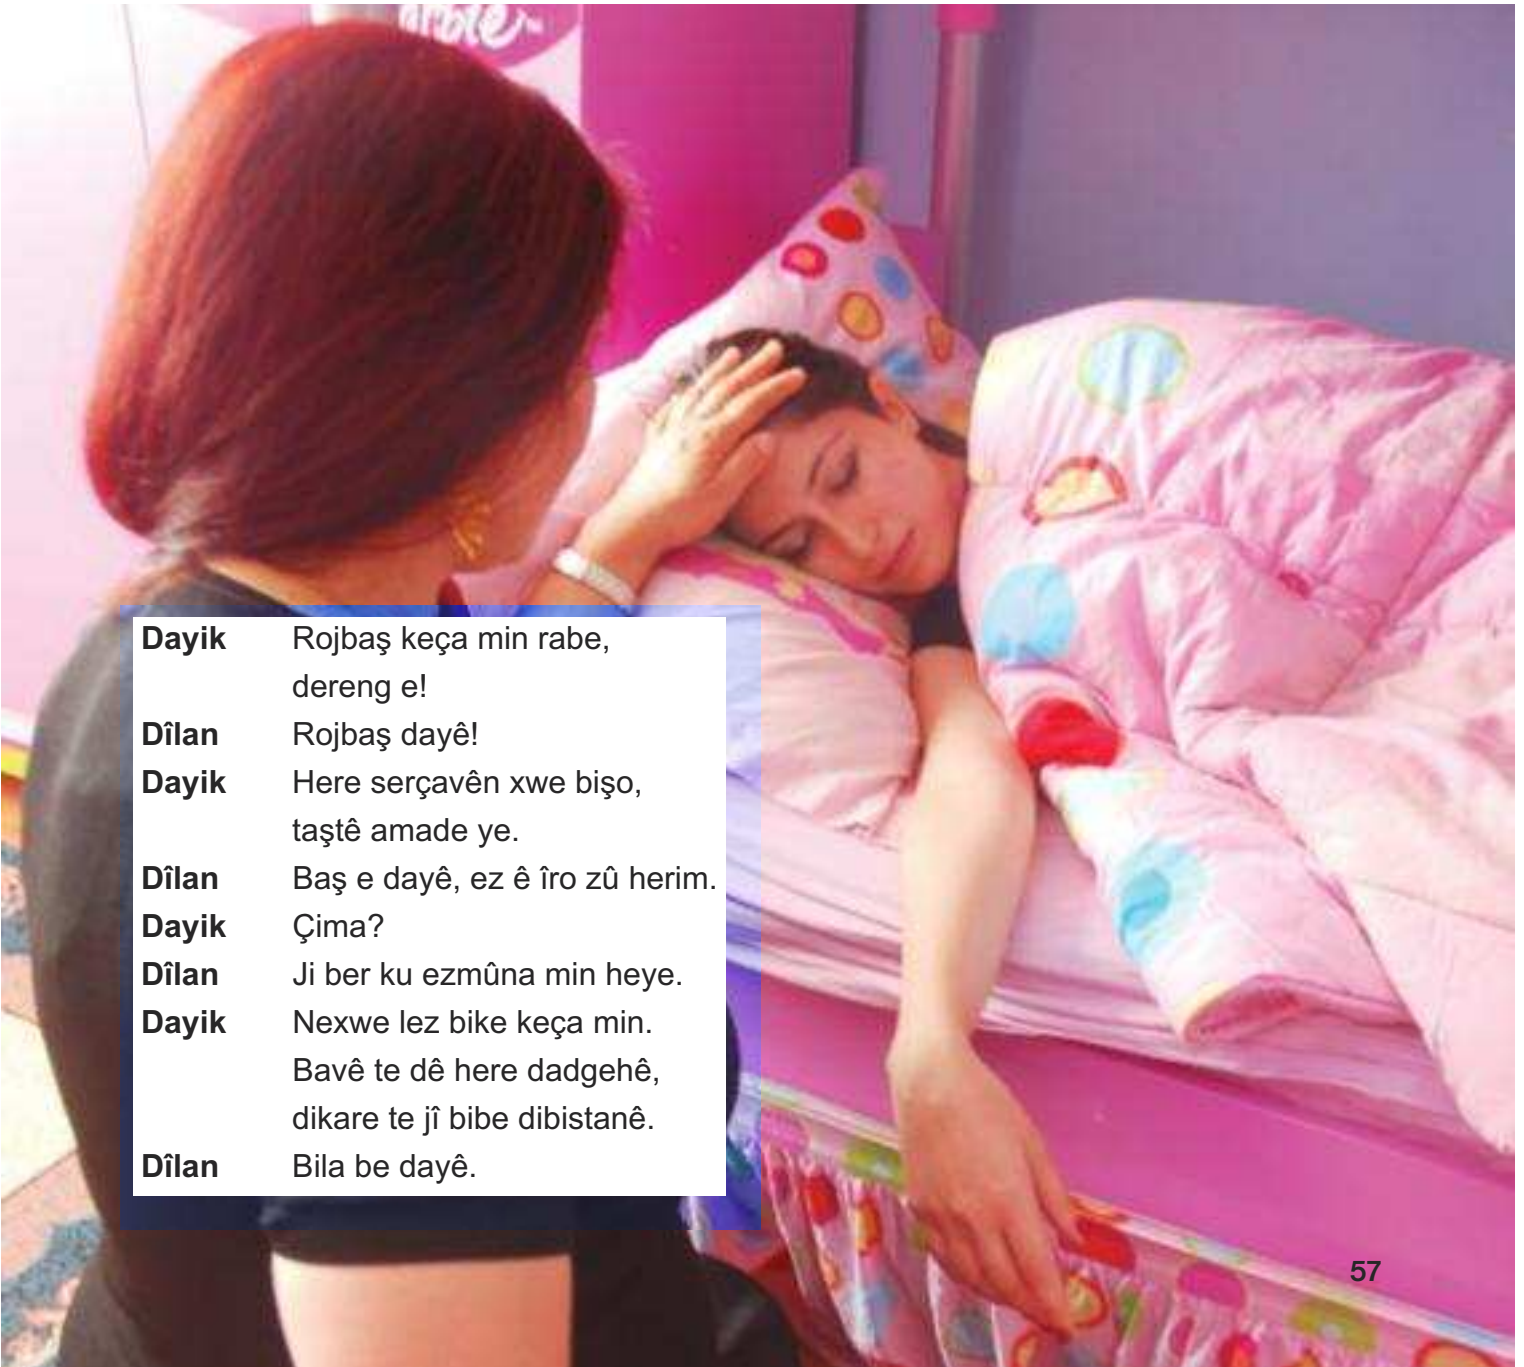 Dayik Rojbaş keça min rabe,
dereng e!
Dîlan Rojbaş dayê!
Dayik Here serçavên xwe bişo,
taştê amade ye.
Dîlan Baş e dayê, ez ê îro zû herim.
Dayik Çima?
Dîlan Ji ber ku ezmûna min heye.
Dayik Nexwe lez bike keça min.
Bavê te dê here dadgehê,
dikare te jî bibe dibistanê.
Dîlan Bila be dayê.
57